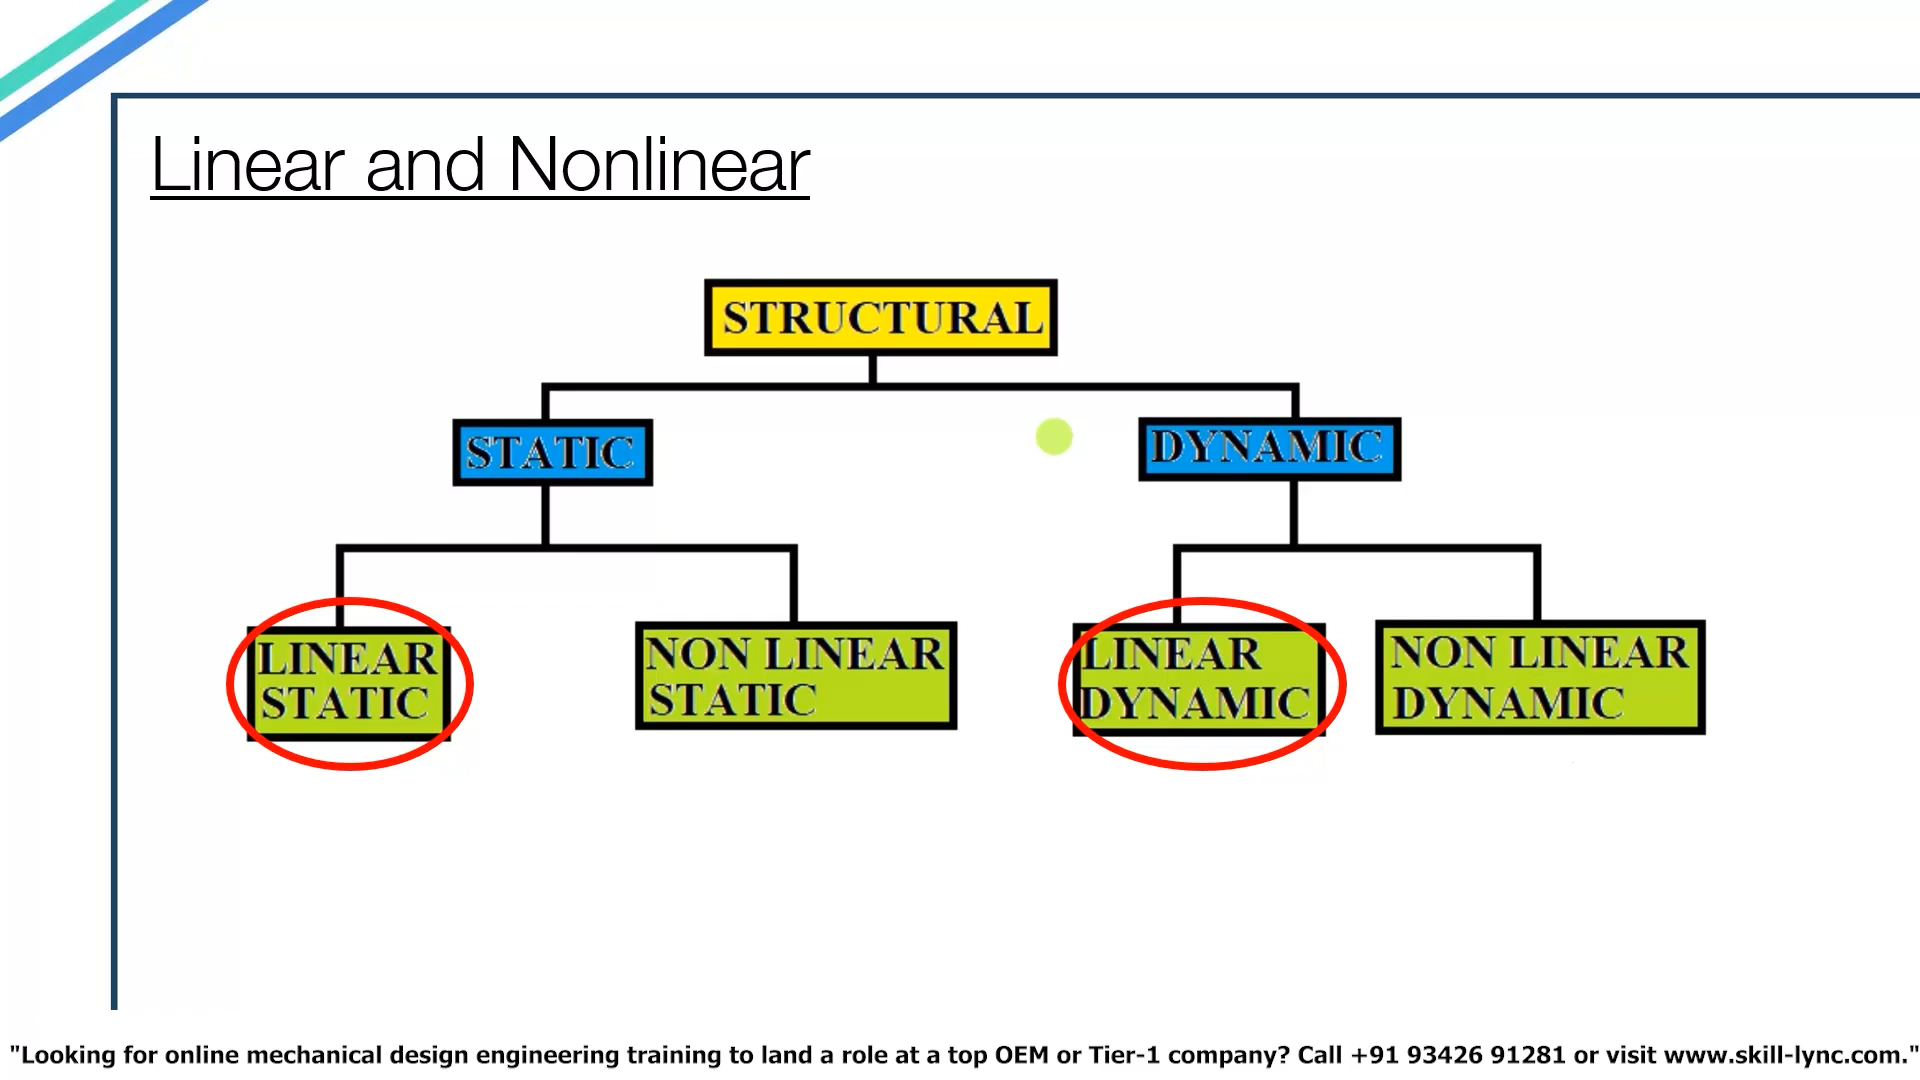 Linear and Nonlinear
STRUCTURAL
STATIC
DYNAMIC
LINEAR
STATIC
NON LINEAR
STATIC
LINEAR
DYNAMIC
NON LINEAR
DYNAMIC
"Looking for online mechanical design engineering training to land a role at a top OEM or Tier-1 company? Call +91 93426 91281 or visit www.skill-lync.com."